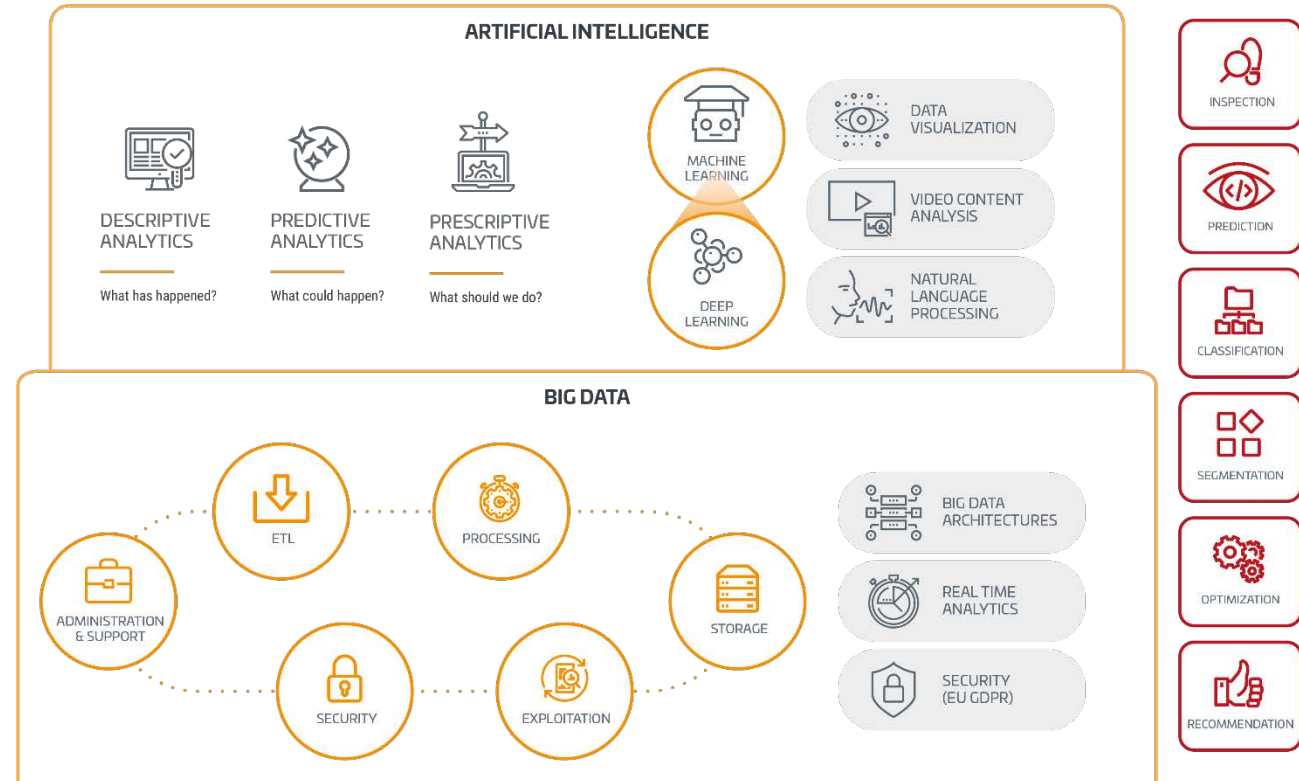 ARTIFICIAL INTELLIGENCE
DESCRIPTIVE
ANALYTICS
What has happened?
PREDICTIVE
ANALYTICS
What could happen?
PRESCRIPTIVE
ANALYTICS
What should we do?
MACHINE
LEARNING
DEEP
LEARNING
DATA
VISUALIZATION
VIDEO CONTENT
ANALYSIS
NATURAL
LANGUAGE
PROCESSING
BIG DATA
ETL
PROCESSING
ADMINISTRATION
& SUPPORT
STORAGE
SECURITY
EXPLOITATION
BIG DATA
ARCHITECTURES
REAL TIME
ANALYTICS
SECURITY
(EU GDPR)
INSPECTION
</>
PREDICTION
CLASSIFICATION
SEGMENTATION
OPTIMIZATION
RECOMMENDATION